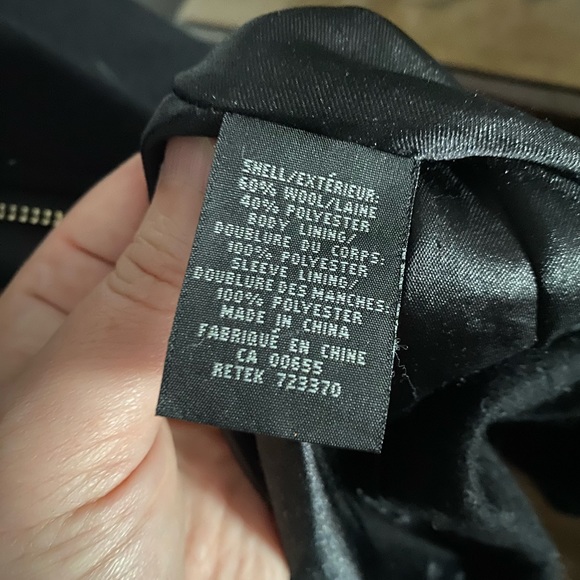 SHELL/EXTÉRIEUR:
60% WOOL/LAINE
40% POLYESTER
BODY LINING/
DOUBLURE DU CORPS:
100% POLYESTER
SLEEVE LINING/
DOUBLURE DES MANCHES:
100% POLYESTER
MADE IN CHINA
FABRIQUÉ EN CHINE
CA 00655
RETEK 723370